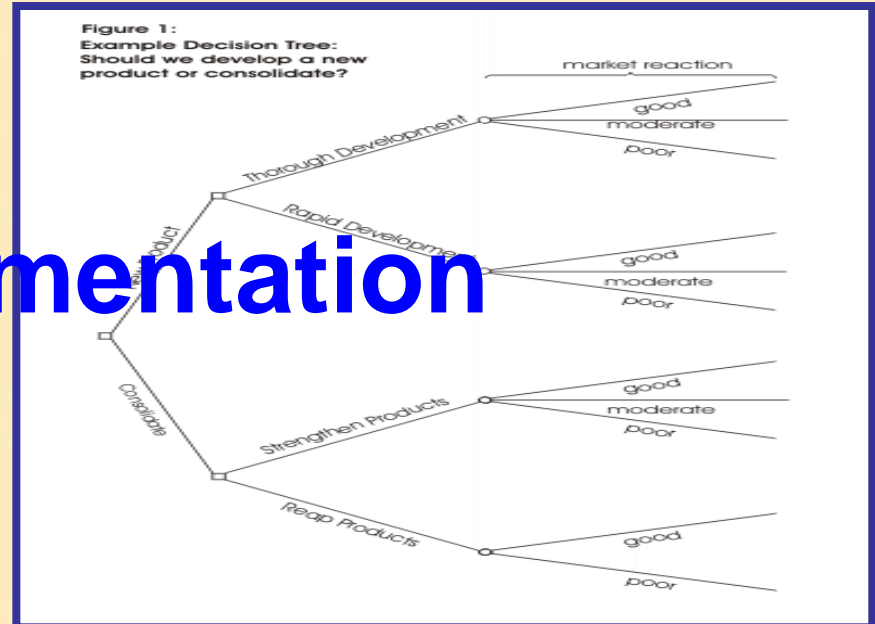 Figure 1:
Example Decision Tree:
Should we develop a new
product or consolidate?
market reaction
good
moderate
poor
Thorough Development
Rapid Development
good
moderate
poor
mentation
Consolidate
Strengthen Products
good
moderate
poor
Reap Products
good
poor